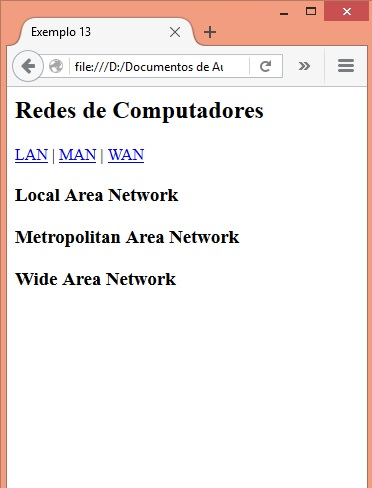 Exemplo 13
file:///D:/Documentos de Au
Redes de Computadores
LAN | MAN | WAN
Local Area Network
Metropolitan Area Network
Wide Area Network